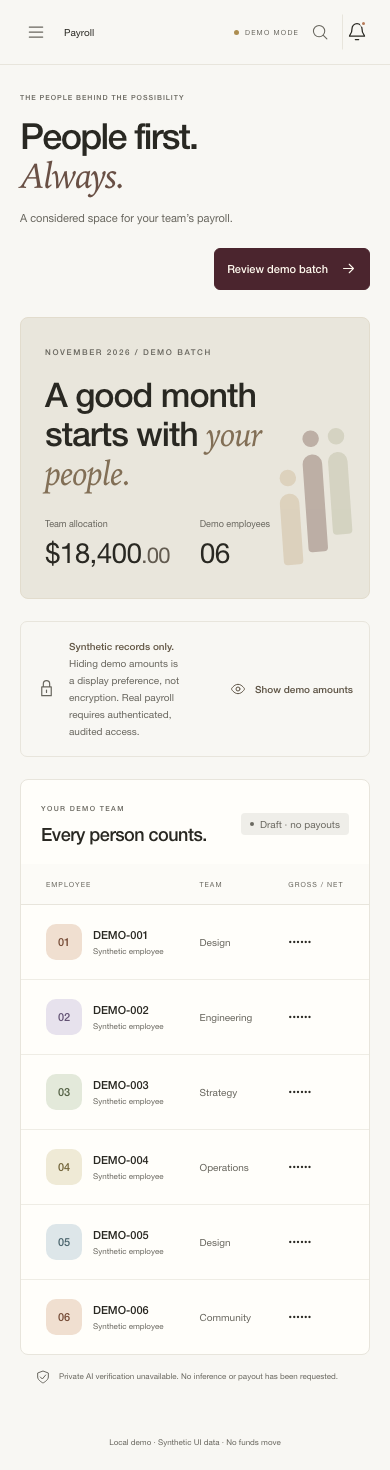 Payroll
DEMO MODE
THE PEOPLE BEHIND THE POSSIBILITY
People first.
Always.
A considered space for your team’s payroll.
Review demo batch
NOVEMBER 2026 / DEMO BATCH
A good month
starts with your
people.
Team allocation
Demo employees
$18,400.00
06
Synthetic records only.
Hiding demo amounts is
a display preference, not
encryption. Real payroll
requires authenticated,
audited access.
Show demo amounts
YOUR DEMO TEAM
Every person counts.
Draft · no payouts
EMPLOYEE TEAM GROSS / NET
01 DEMO-001 Design ••••••
Synthetic employee
02 DEMO-002 Engineering ••••••
Synthetic employee
03 DEMO-003 Strategy ••••••
Synthetic employee
04 DEMO-004 Operations ••••••
Synthetic employee
05 DEMO-005 Design ••••••
Synthetic employee
06 DEMO-006 Community ••••••
Synthetic employee
Private AI verification unavailable. No inference or payout has been requested.
Local demo · Synthetic UI data · No funds move